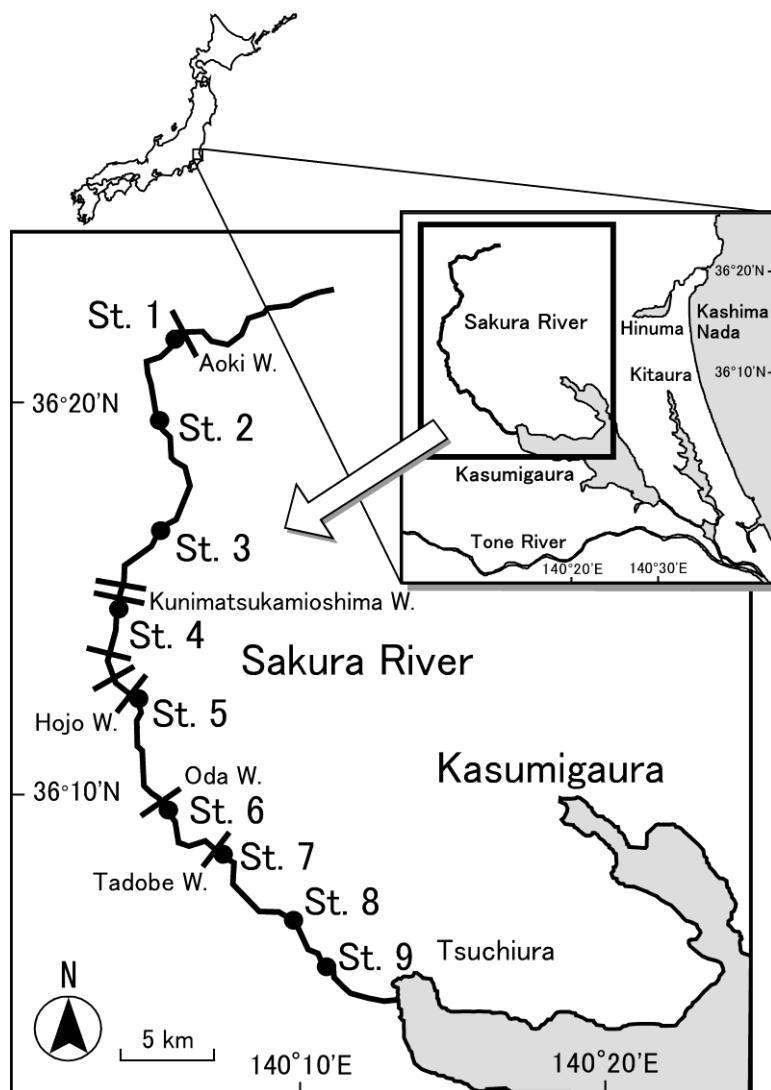 36°20'N
Kashima
Nada
Hinuma
Sakura River
36°10'N
Kitaura
Kasumigaura
Tone River
140°20'E
140°30'E
St. 1
Aoki W.
36°20'N
St. 2
St. 3
Kunimatsukamioshima W.
St. 4
Sakura River
St. 5
Hojo W.
Kasumigaura
Oda W.
36°10'N
St. 6
St. 7
Tadobe W.
St. 8
Tsuchiura
St. 9
N
5 km
140°10'E
140°20'E